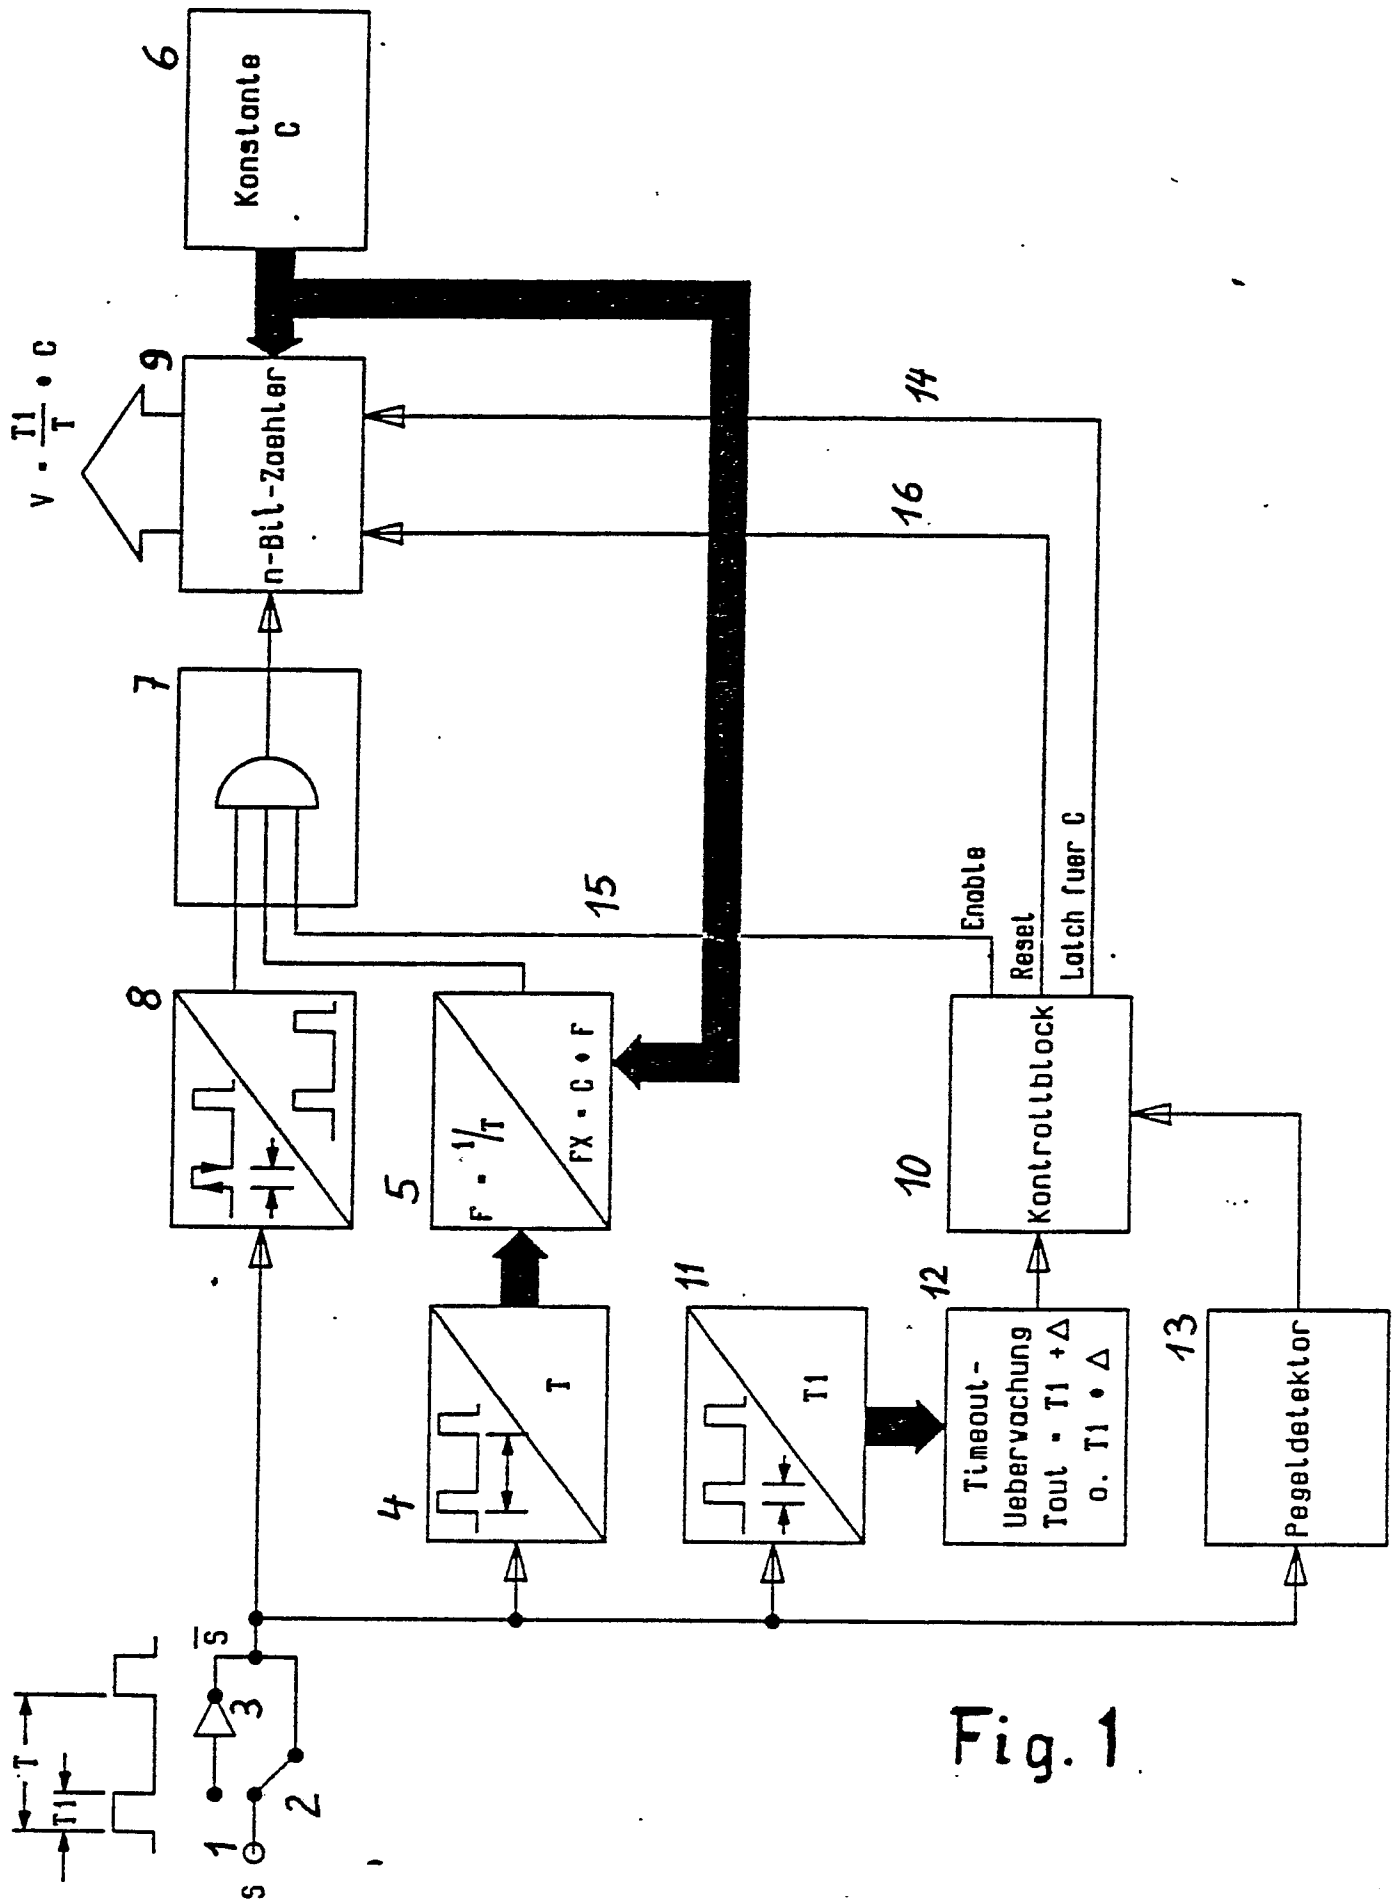 T
T1
1
S
2
3
S
V = T1/T • C
8
4
T
5
F = 1/T
FX = C • F
7
9
n-Bit-Zaehler
6
Konstante
C
11
T1
12
Timeout-
Uebervachung
Tout = T1 + Δ
o. T1 • Δ
13
Pegeldetektor
10
Kontrollblock
Enable
Reset
Latch fuer C
15
16
14
Fig. 1